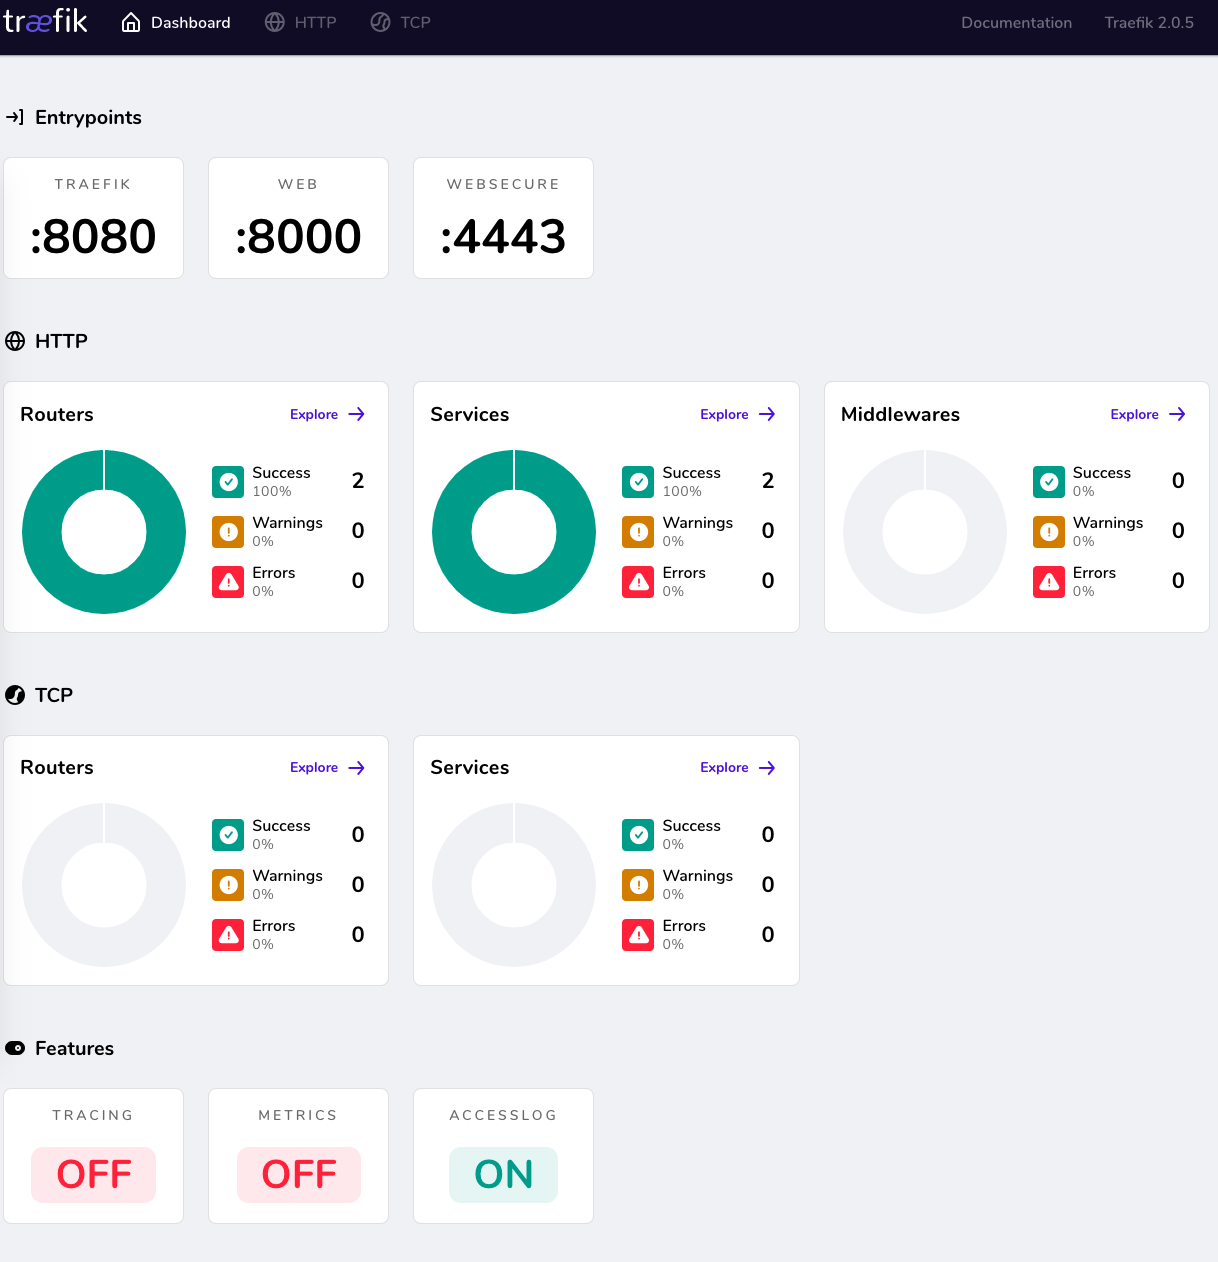 træfik Dashboard HTTP TCP Documentation Traefik 2.0.5
Entrypoints
TRAEFIK WEB WEBSECURE
:8080 :8000 :4443
HTTP
Routers Explore
Success 2
100%
Warnings 0
0%
Errors 0
0%
Services Explore
Success 2
100%
Warnings 0
0%
Errors 0
0%
Middlewares Explore
Success 0
0%
Warnings 0
0%
Errors 0
0%
TCP
Routers Explore
Success 0
0%
Warnings 0
0%
Errors 0
0%
Services Explore
Success 0
0%
Warnings 0
0%
Errors 0
0%
Features
TRACING METRICS ACCESSLOG
OFF OFF ON